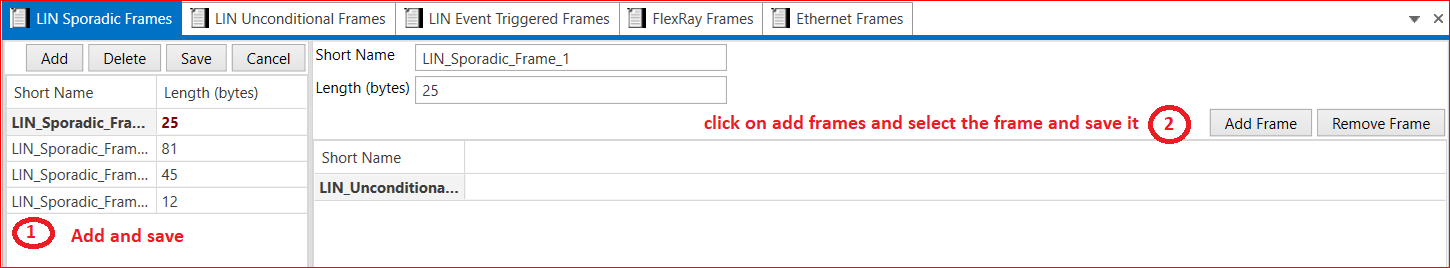 LIN Sporadic Frames LIN Unconditional Frames LIN Event Triggered Frames FlexRay Frames Ethernet Frames
Add Delete Save Cancel
Short Name Length (bytes)
LIN_Sporadic_Fra... 25
LIN_Sporadic_Fram... 81
LIN_Sporadic_Fram... 45
LIN_Sporadic_Fram... 12
1 Add and save
Short Name LIN_Sporadic_Frame_1
Length (bytes) 25
click on add frames and select the frame and save it 2 Add Frame Remove Frame
Short Name
LIN_Unconditiona...